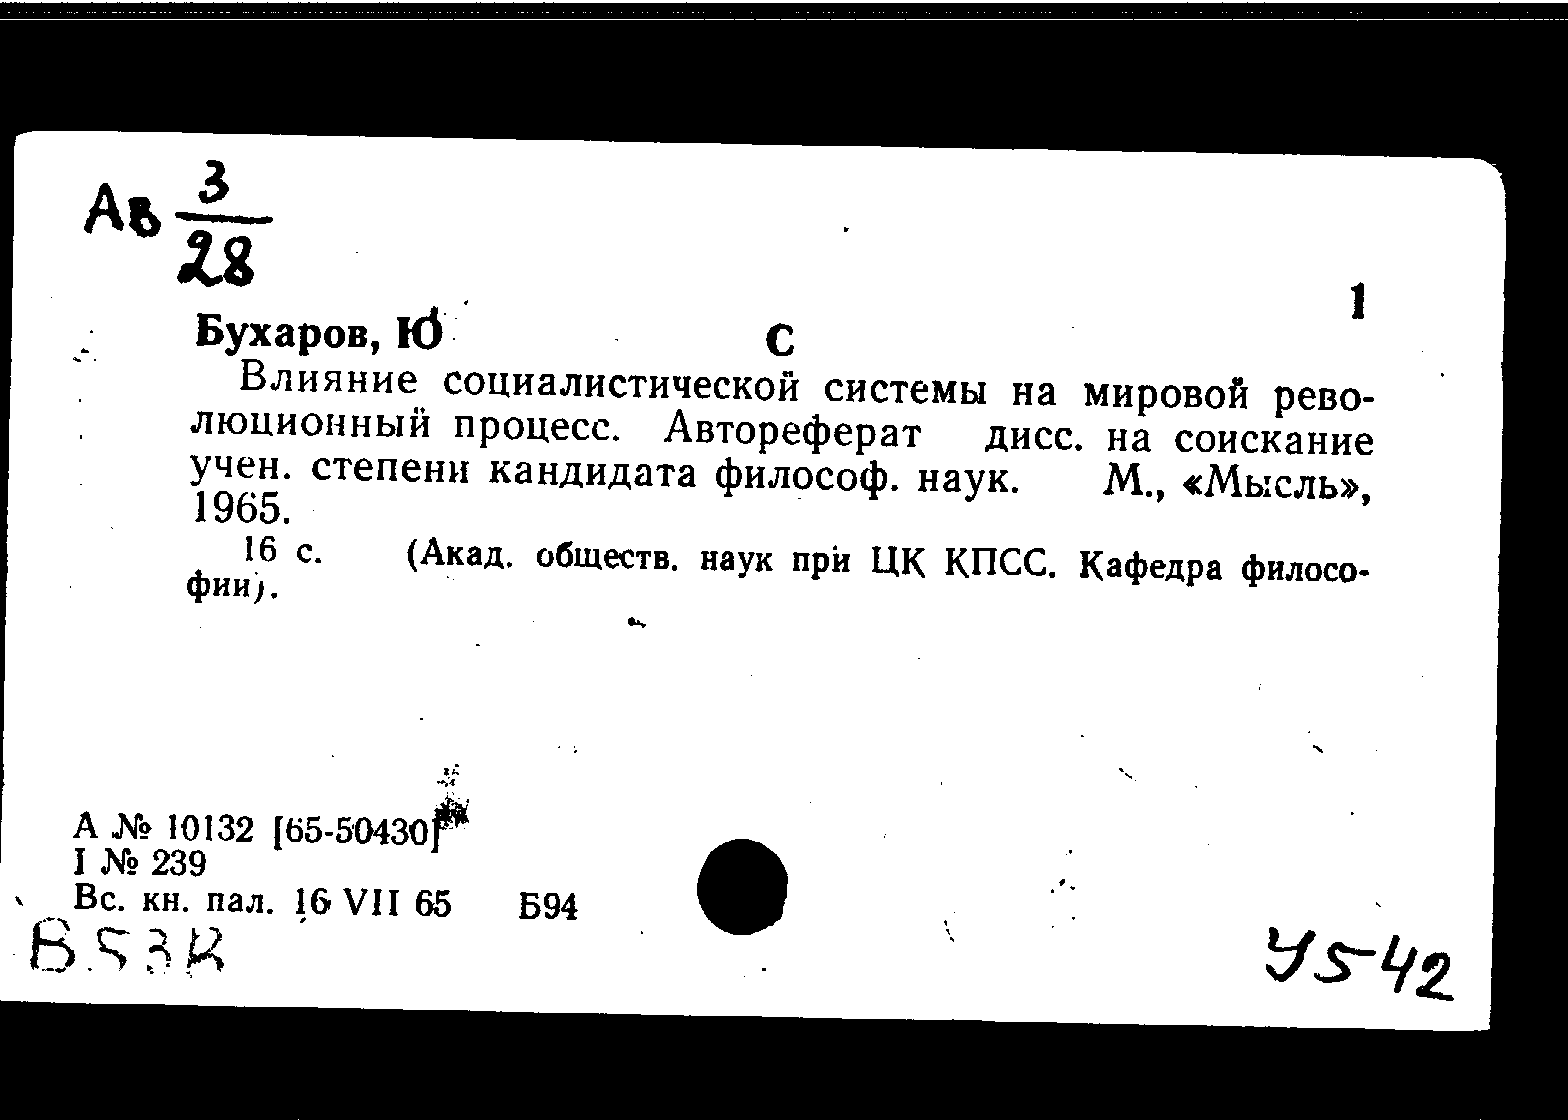 Ав 3
28
1
Бухаров, Ю С
Влияние социалистической системы на мировой рево-
люционный процесс. Автореферат дисс. на соискание
учен. степени кандидата философ. наук. М., «Мысль»,
1965.
16 с. (Акад. обществ. наук при ЦК КПСС. Кафедра филосо-
фии).
А № 10132 [65-50430]
I № 239
Вс. кн. пал. 16 VII 65 Б94
У5-42